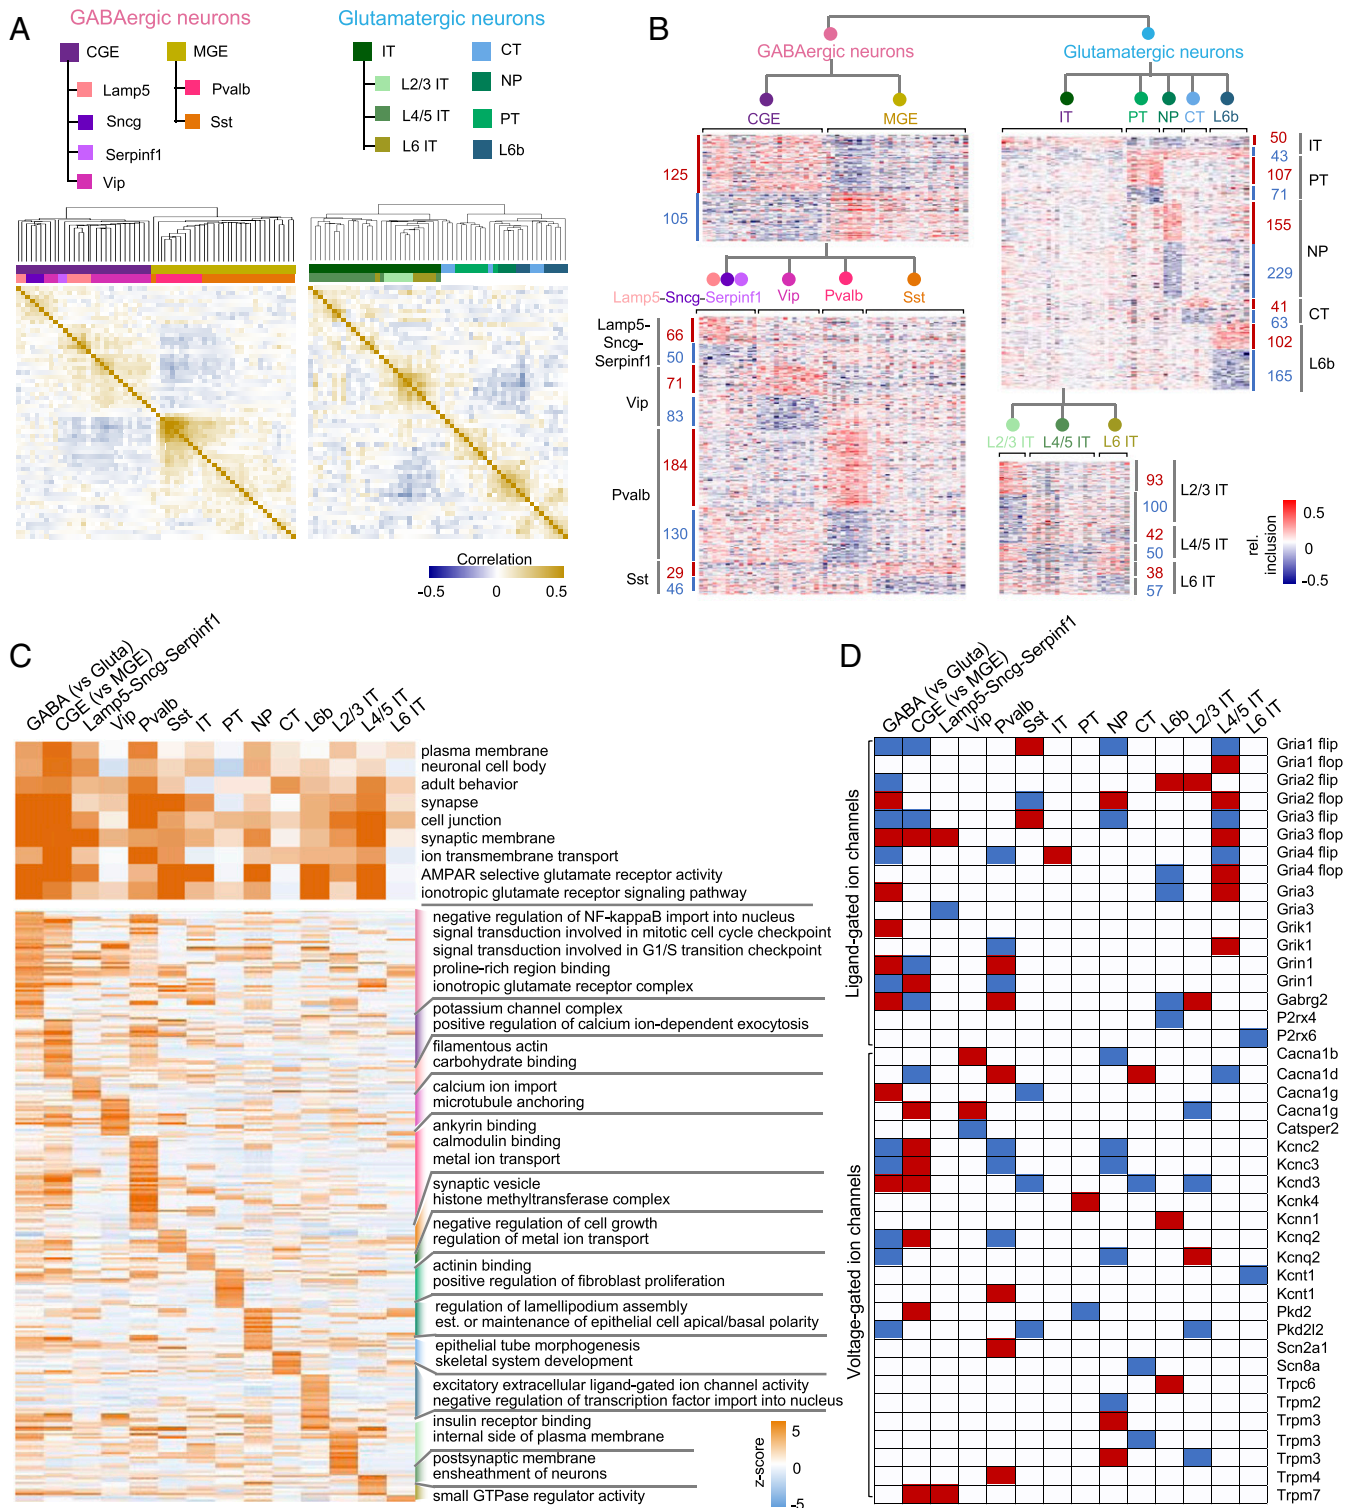 A
GABAergic neurons
Glutamatergic neurons
CGE
MGE
Lamp5
Pvalb
Sncg
Sst
Serpinf1
Vip
IT
CT
L2/3 IT
NP
L4/5 IT
PT
L6 IT
L6b
Correlation
-0.5
0
0.5
B
GABAergic neurons
Glutamatergic neurons
CGE
MGE
IT
PT
NP
CT
L6b
125
105
Lamp5-Sncg-Serpinf1
Vip
Pvalb
Sst
Lamp5-
Sncg-
Serpinf1
66
50
Vip
71
83
Pvalb
184
130
Sst
29
46
50
43
IT
107
71
PT
155
229
NP
41
63
CT
102
165
L6b
L2/3 IT
L4/5 IT
L6 IT
93
100
L2/3 IT
42
50
L4/5 IT
38
57
L6 IT
rel.
inclusion
0.5
0
-0.5
C
GABA (vs Gluta)
CGE (vs MGE)
Lamp5-Sncg-Serpinf1
Vip
Pvalb
Sst
IT
PT
NP
CT
L6b
L2/3 IT
L4/5 IT
L6 IT
plasma membrane
neuronal cell body
adult behavior
synapse
cell junction
synaptic membrane
ion transmembrane transport
AMPAR selective glutamate receptor activity
ionotropic glutamate receptor signaling pathway
negative regulation of NF-kappaB import into nucleus
signal transduction involved in mitotic cell cycle checkpoint
signal transduction involved in G1/S transition checkpoint
proline-rich region binding
ionotropic glutamate receptor complex
potassium channel complex
positive regulation of calcium ion-dependent exocytosis
filamentous actin
carbohydrate binding
calcium ion import
microtubule anchoring
ankyrin binding
calmodulin binding
metal ion transport
synaptic vesicle
histone methyltransferase complex
negative regulation of cell growth
regulation of metal ion transport
actinin binding
positive regulation of fibroblast proliferation
regulation of lamellipodium assembly
est. or maintenance of epithelial cell apical/basal polarity
epithelial tube morphogenesis
skeletal system development
excitatory extracellular ligand-gated ion channel activity
negative regulation of transcription factor import into nucleus
insulin receptor binding
internal side of plasma membrane
postsynaptic membrane
ensheathment of neurons
small GTPase regulator activity
z-score
5
0
-5
D
GABA (vs Gluta)
CGE (vs MGE)
Lamp5-Sncg-Serpinf1
Vip
Pvalb
Sst
IT
PT
NP
CT
L6b
L2/3 IT
L4/5 IT
L6 IT
Ligand-gated ion channels
Gria1 flip
Gria1 flop
Gria2 flip
Gria2 flop
Gria3 flip
Gria3 flop
Gria4 flip
Gria4 flop
Gria3
Gria3
Grik1
Grik1
Grin1
Grin1
Gabrg2
P2rx4
P2rx6
Voltage-gated ion channels
Cacna1b
Cacna1d
Cacna1g
Cacna1g
Catsper2
Kcnc2
Kcnc3
Kcnd3
Kcnk4
Kcnn1
Kcnq2
Kcnq2
Kcnt1
Kcnt1
Pkd2
Pkd2l2
Scn2a1
Scn8a
Trpc6
Trpm2
Trpm3
Trpm3
Trpm3
Trpm4
Trpm7